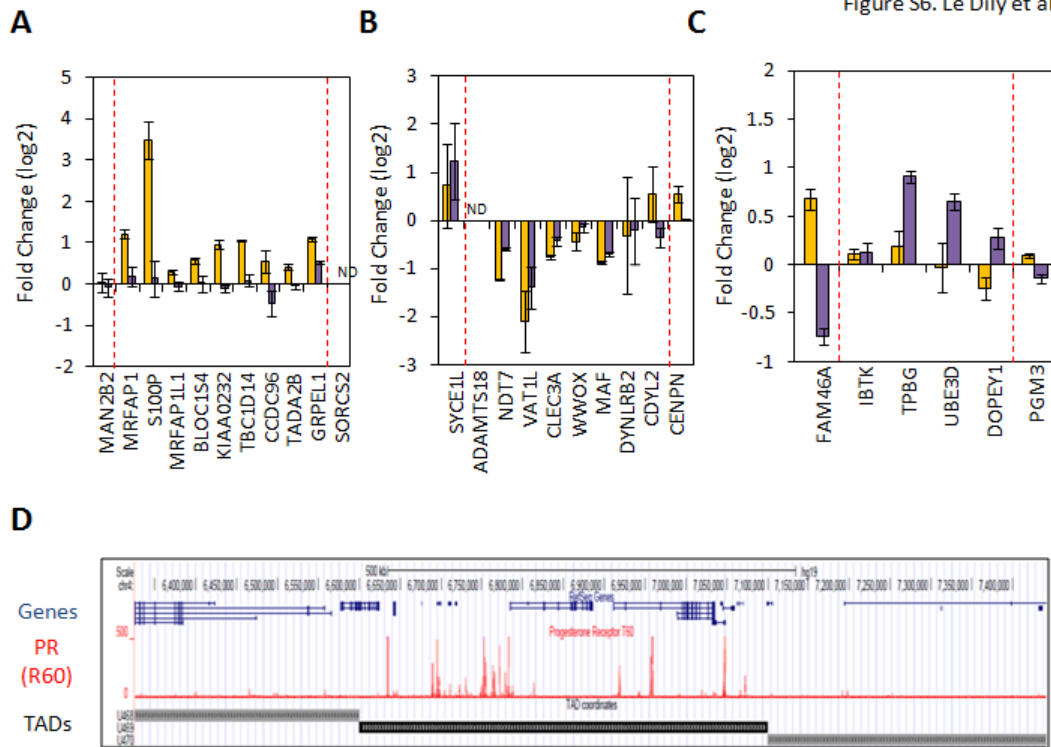 Figure S6. Le Dily et al
A
B
C
Fold Change (log2)
5
4
3
2
1
0
-1
-2
ND
MAN2B2
MRFAP1
S100P
MRFAP1L1
BLOC1S4
KIAA0232
TBC1D14
CCDC96
TADA2B
GRPEL1
SORCS2
Fold Change (log2)
3
2
1
0
-1
-2
-3
ND
SYCE1L
ADAMTS18
NDT7
VAT1L
CLEC3A
WWOX
MAF
DYNLRB2
CDYL2
CENPN
Fold Change (log2)
2
1.5
1
0.5
0
-0.5
-1
FAM46A
IBTK
TPBG
UBE3D
DOPEY1
PGM3
D
Scale
500 kb
hg19
chr4:
6,400,000 6,450,000 6,500,000 6,550,000 6,600,000 6,650,000 6,700,000 6,750,000 6,800,000 6,850,000 6,900,000 6,950,000 7,000,000 7,050,000 7,100,000 7,150,000 7,200,000 7,250,000 7,300,000 7,350,000 7,400,000
RefSeq Genes
Genes
500
Progesterone Receptor T60
PR
(R60)
0
TAD coordinates
TADs
U468
U469
U470